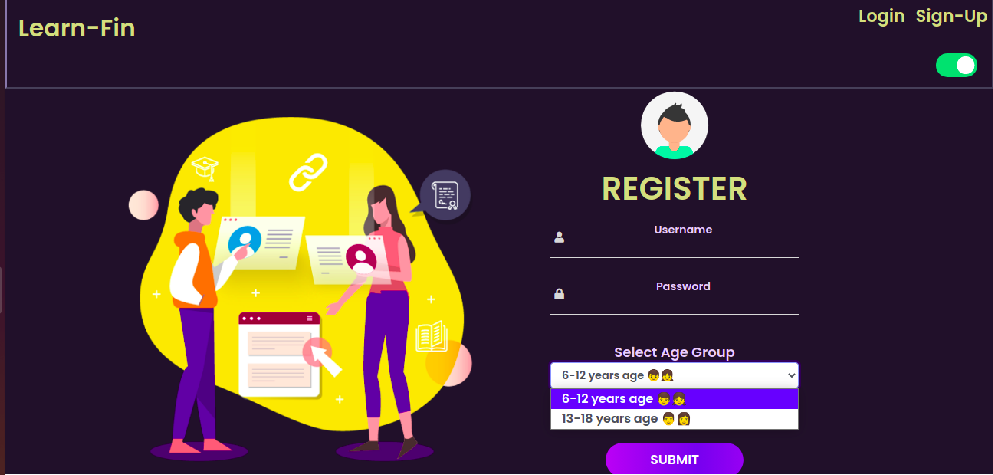 Learn-Fin
Login Sign-Up
REGISTER
Username
Password
Select Age Group
6-12 years age 👦👧
6-12 years age 👦👧
13-18 years age 👨👩
SUBMIT